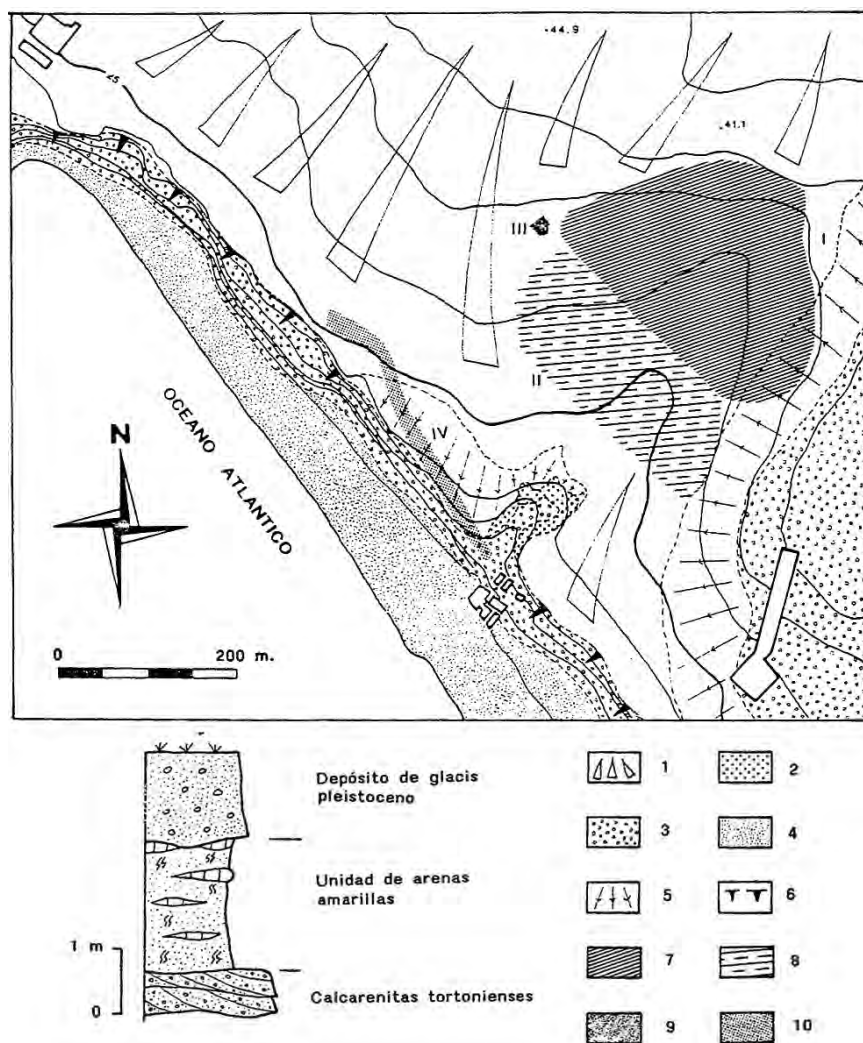 -44.9
45
.41.1
III
I
II
OCEANO ATLANTICO
IV
?
N
0 200 m.
Depósito de glacis
pleistoceno
Unidad de arenas
amarillas
1 m
0
Calcarenitas tortonienses
1
2
3
4
5
6
7
8
9
10